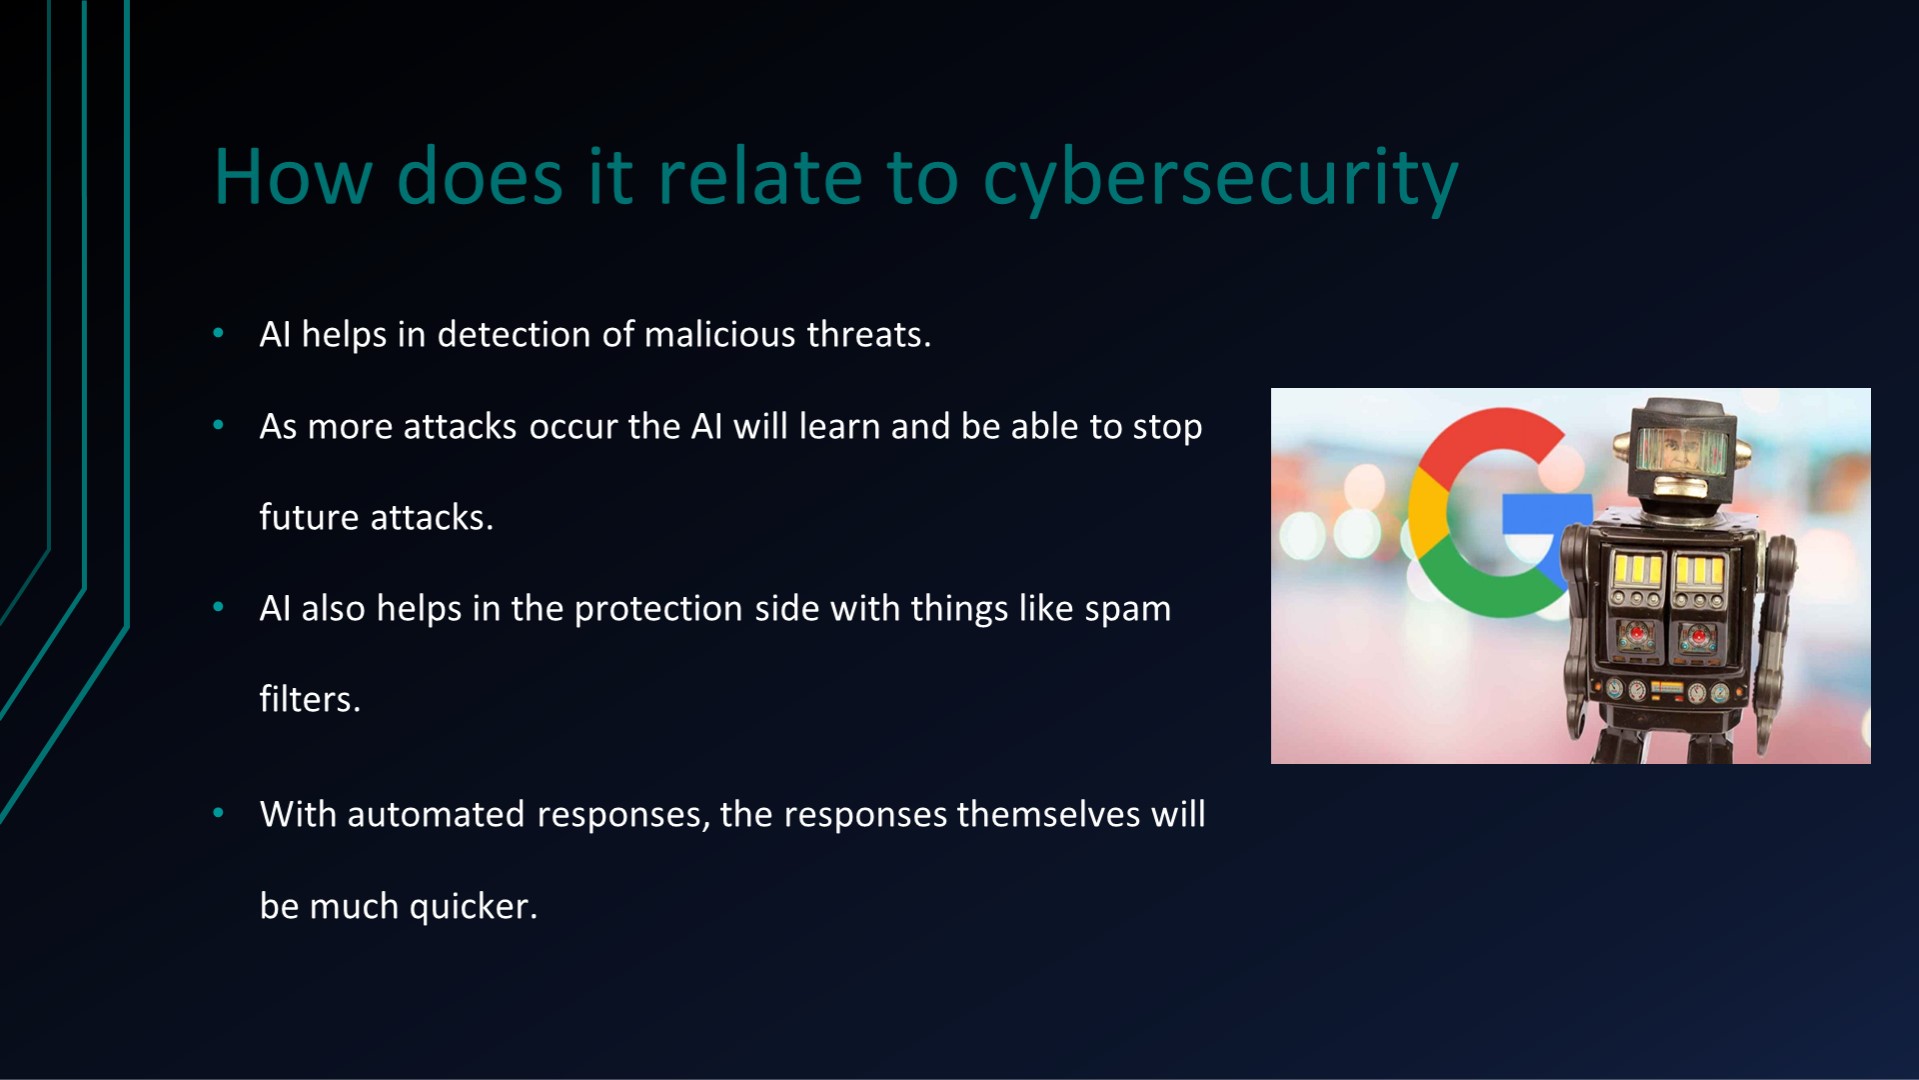 How does it relate to cybersecurity
• AI helps in detection of malicious threats.
• As more attacks occur the AI will learn and be able to stop
future attacks.
• AI also helps in the protection side with things like spam
filters.
• With automated responses, the responses themselves will
be much quicker.